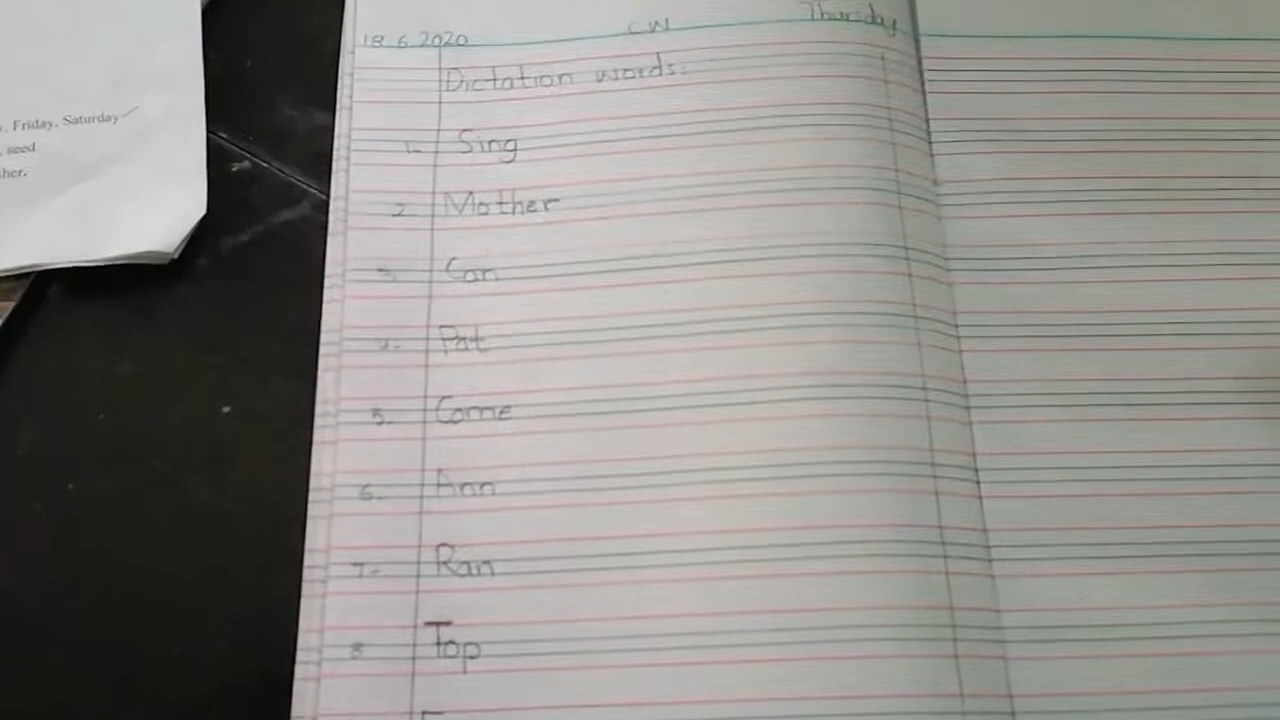 , Friday, Saturday
, seed
ther.
18.6.2020 CW Thursday
Dictation words:
1- Sing
2- Mother
3- Can
4- Pat
5- Come
6- Ann
7- Ran
8 Top